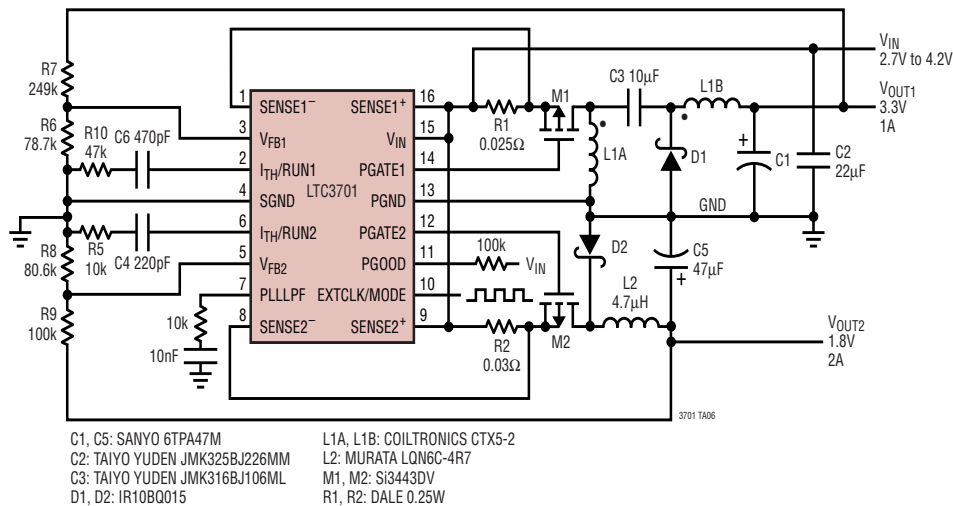 VIN
2.7V to 4.2V
VOUT1
3.3V
1A
R7
249k
R6
78.7k
R10
47k
C6 470pF
R5
10k
C4 220pF
R8
80.6k
R9
100k
10k
10nF
1
SENSE1−
3
VFB1
2
ITH/RUN1
4
SGND
6
ITH/RUN2
5
VFB2
7
PLLLPF
8
SENSE2−
LTC3701
SENSE1+
16
VIN
15
PGATE1
14
PGND
13
PGATE2
12
PGOOD
11
EXTCLK/MODE
10
SENSE2+
9
R1
0.025Ω
M1
C3 10µF
L1A
L1B
D1
+
C1
C2
22µF
GND
D2
C5
47µF
+
100k
VIN
L2
4.7µH
M2
R2
0.03Ω
VOUT2
1.8V
2A
3701 TA06
C1, C5: SANYO 6TPA47M
C2: TAIYO YUDEN JMK325BJ226MM
C3: TAIYO YUDEN JMK316BJ106ML
D1, D2: IR10BQ015
L1A, L1B: COILTRONICS CTX5-2
L2: MURATA LQN6C-4R7
M1, M2: Si3443DV
R1, R2: DALE 0.25W